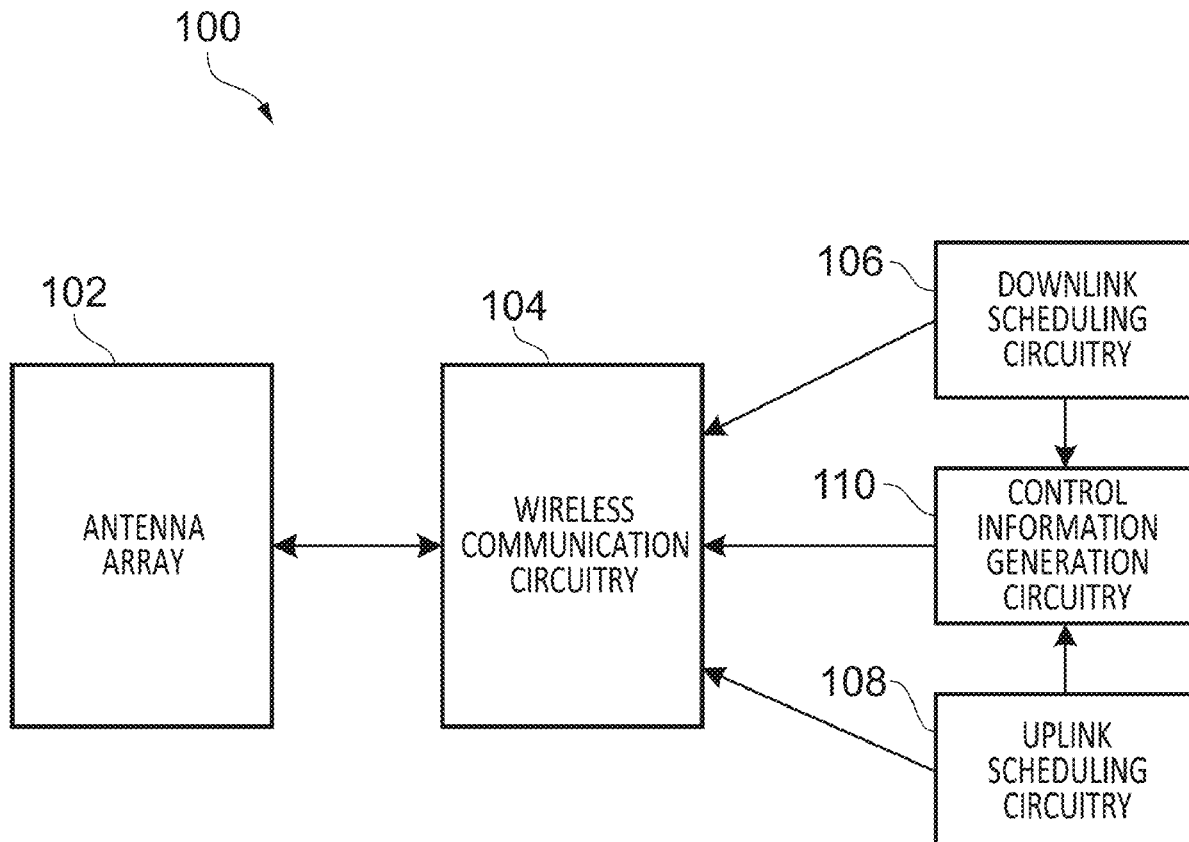 100
102
ANTENNA
ARRAY
104
WIRELESS
COMMUNICATION
CIRCUITRY
106
DOWNLINK
SCHEDULING
CIRCUITRY
110
CONTROL
INFORMATION
GENERATION
CIRCUITRY
108
UPLINK
SCHEDULING
CIRCUITRY